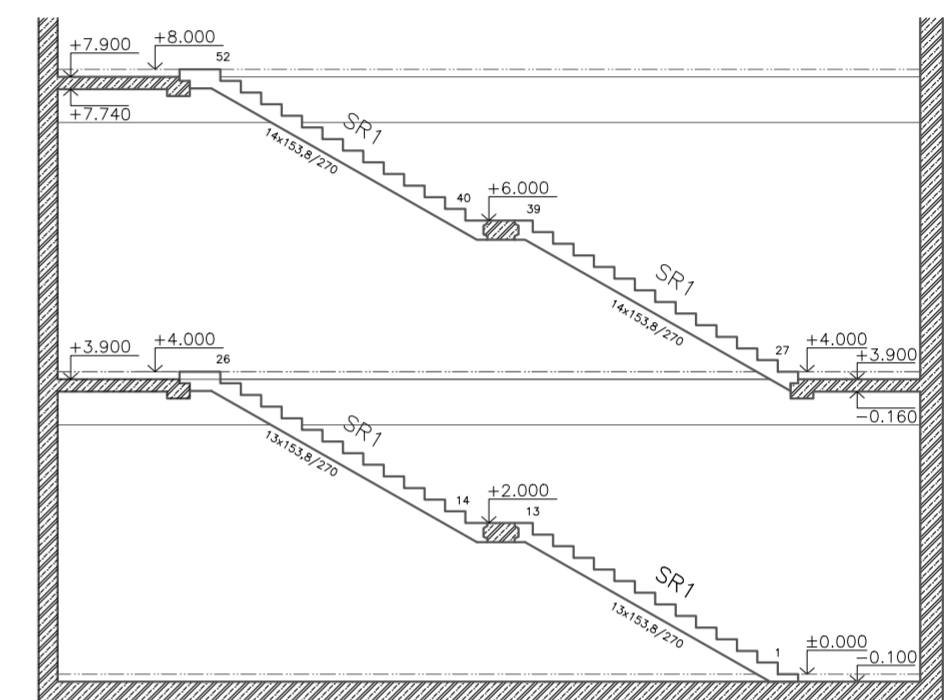 +8.000
+7.900
52
+7.740
SR1
14x153,8/270
+6.000
40
39
SR1
14x153,8/270
+4.000
+3.900
26
27
+4.000
+3.900
-0.160
SR1
13x153,8/270
+2.000
14
13
SR1
13x153,8/270
1
±0.000
-0.100